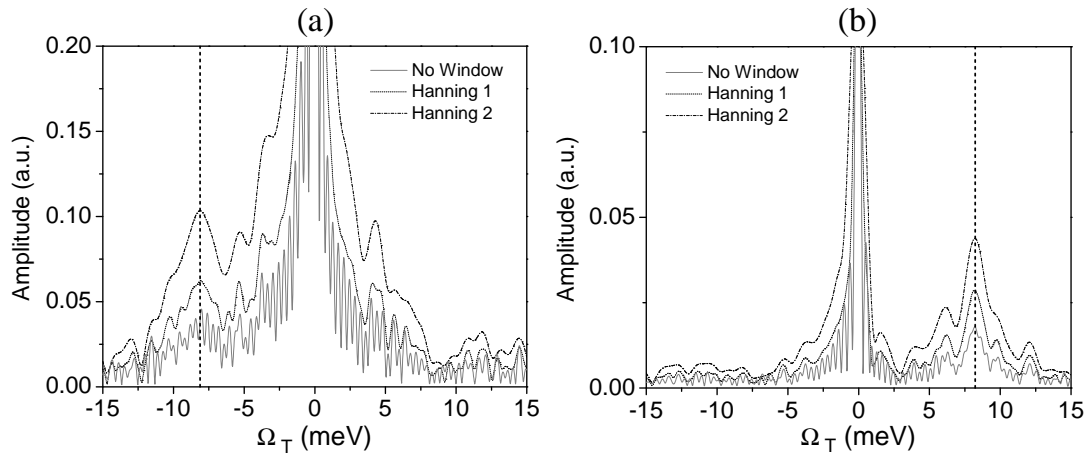 (a)
0.20
0.15
0.10
0.05
0.00
Amplitude (a.u.)
No Window
Hanning 1
Hanning 2
-15 -10 -5 0 5 10 15
Ω_T (meV)
(b)
0.10
0.05
0.00
Amplitude (a.u.)
No Window
Hanning 1
Hanning 2
-15 -10 -5 0 5 10 15
Ω_T (meV)